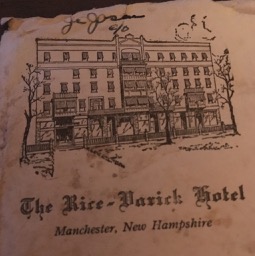 c/o
The Rice-Varick Hotel
Manchester, New Hampshire